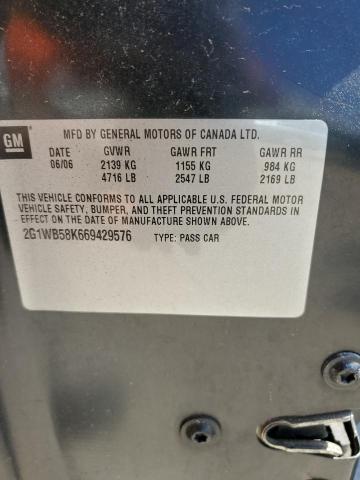 GM
MFD BY GENERAL MOTORS OF CANADA LTD.
DATE GVWR GAWR FRT GAWR RR
06/06 2139 KG 1155 KG 984 KG
4716 LB 2547 LB 2169 LB
THIS VEHICLE CONFORMS TO ALL APPLICABLE U.S. FEDERAL MOTOR
VEHICLE SAFETY, BUMPER, AND THEFT PREVENTION STANDARDS IN
EFFECT ON THE DATE OF MANUFACTURE SHOWN ABOVE.
2G1WB58K669429576 TYPE: PASS CAR